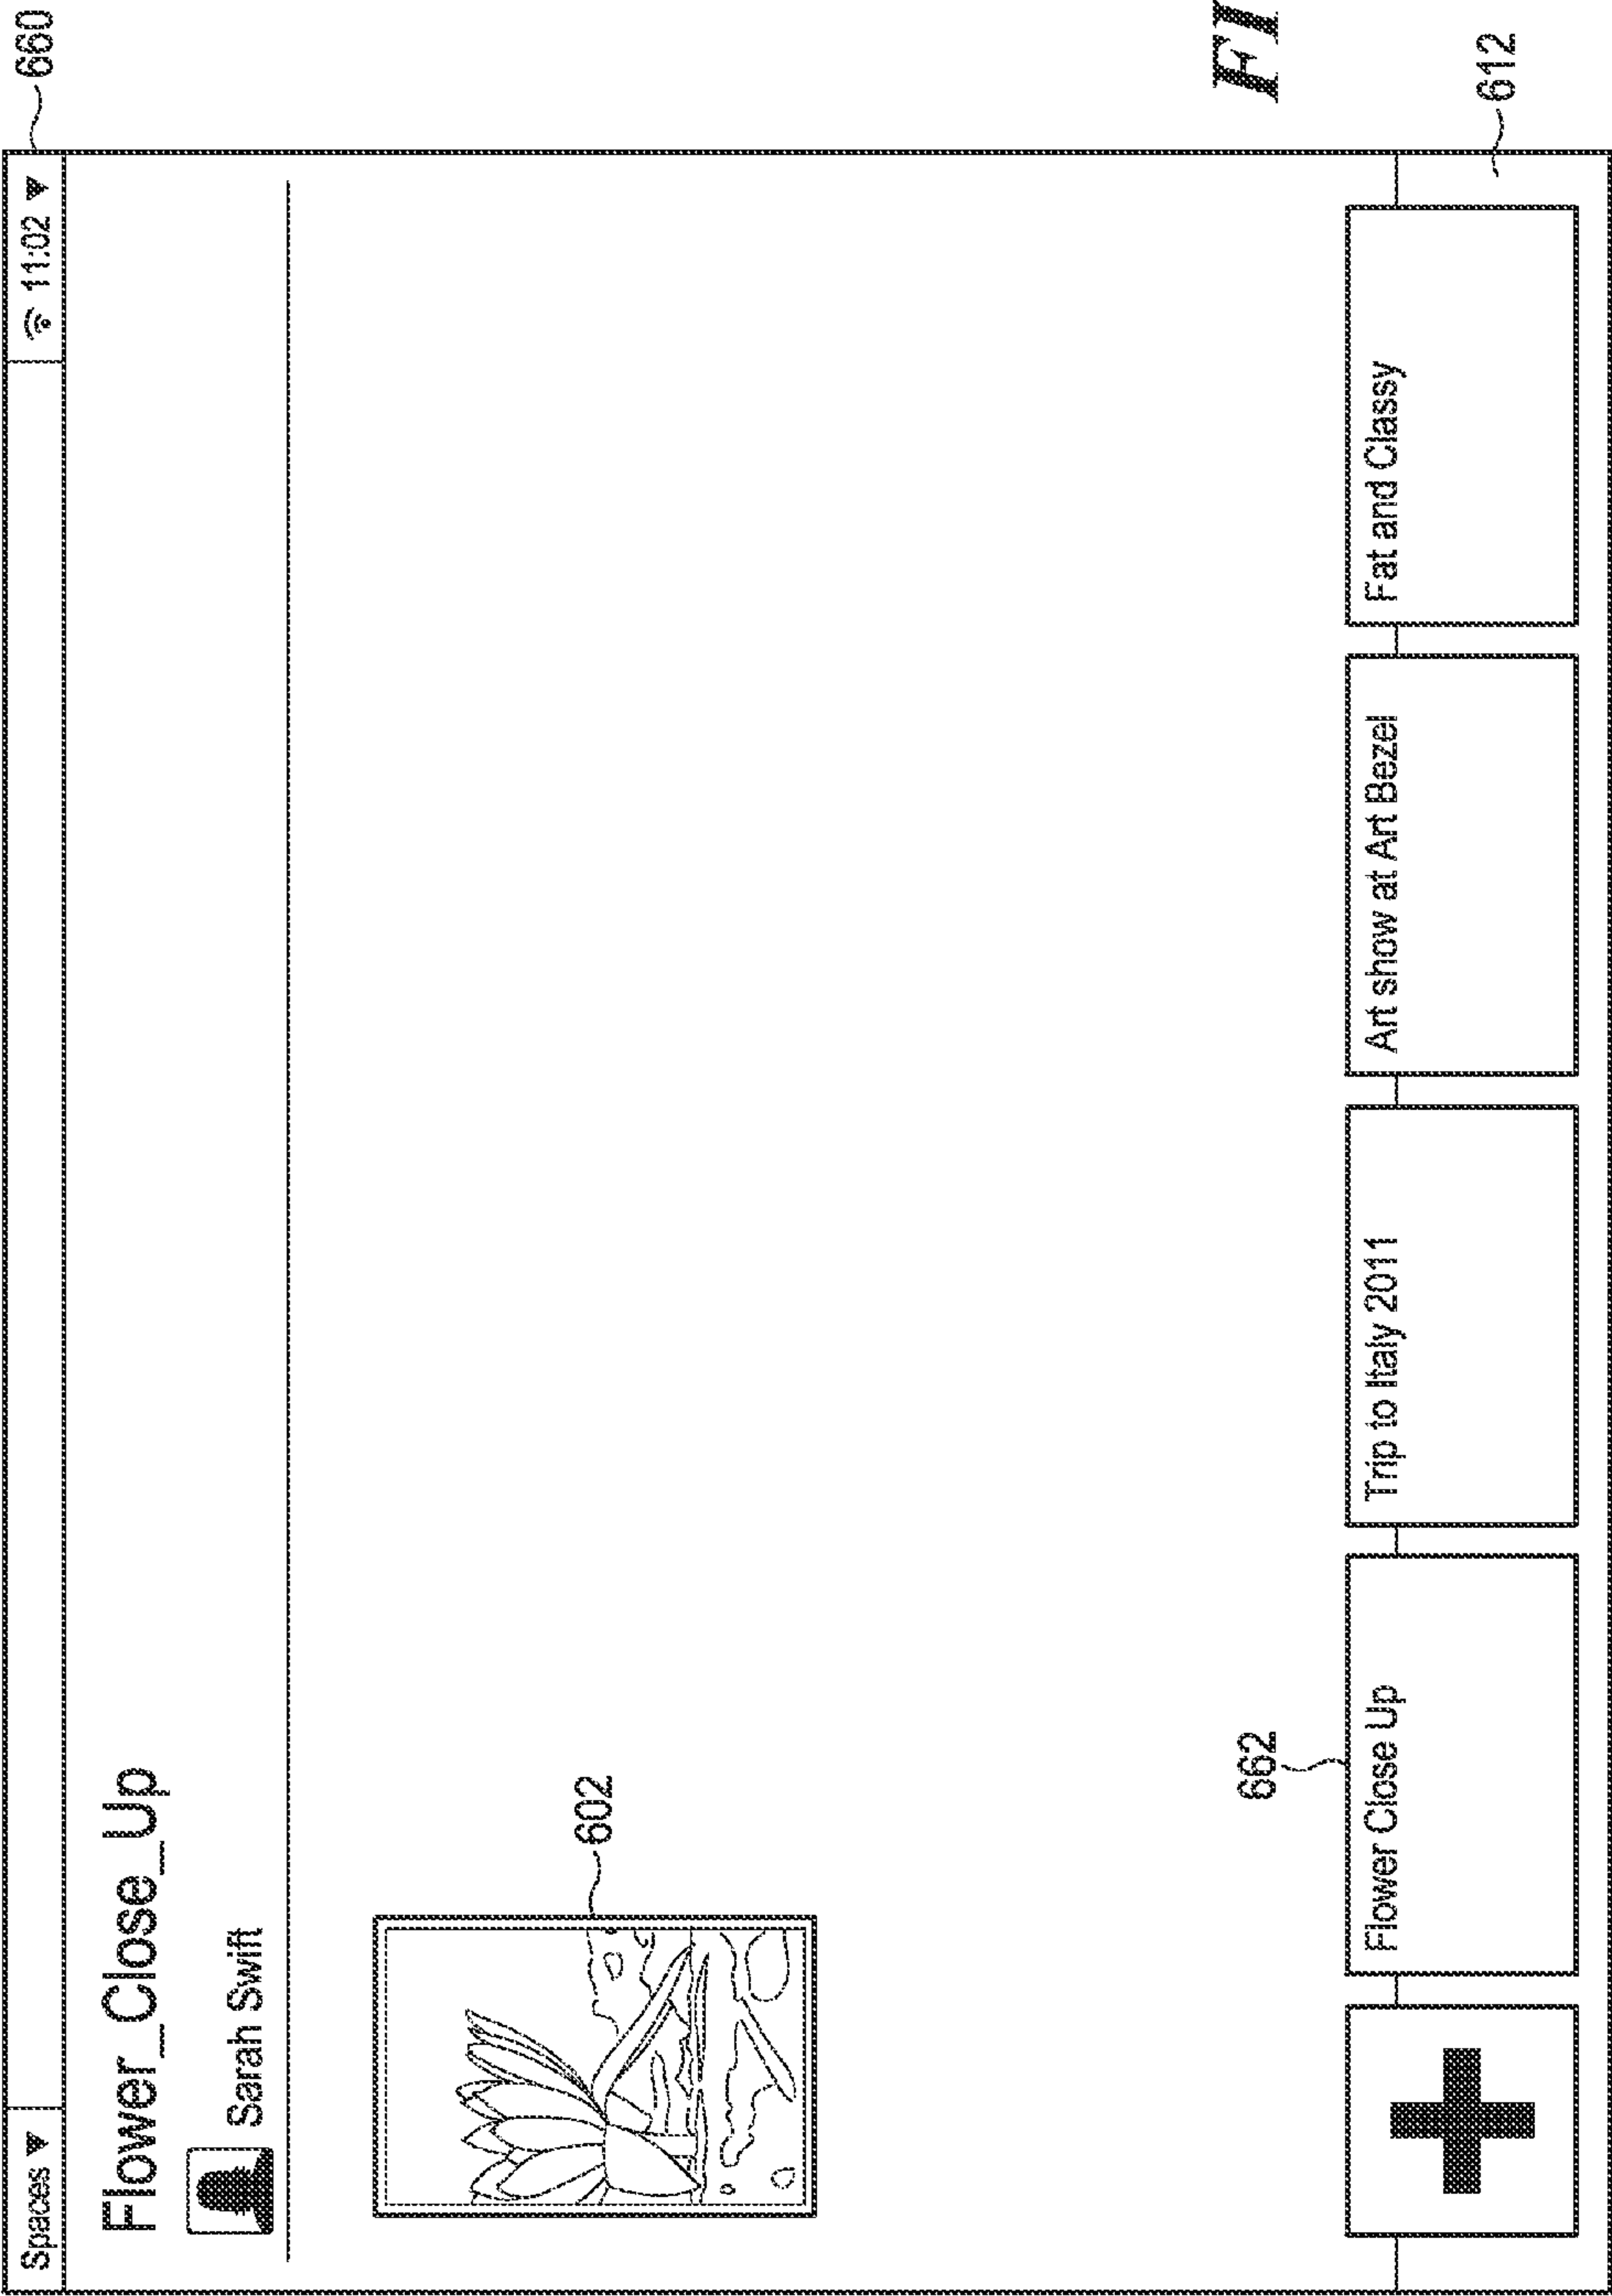 660
Spaces
11:02
Flower_Close_Up
Sarah Swift
602
662
Flower Close Up
Trip to Italy 2011
Art show at Art Bezel
Fat and Classy
612
FI